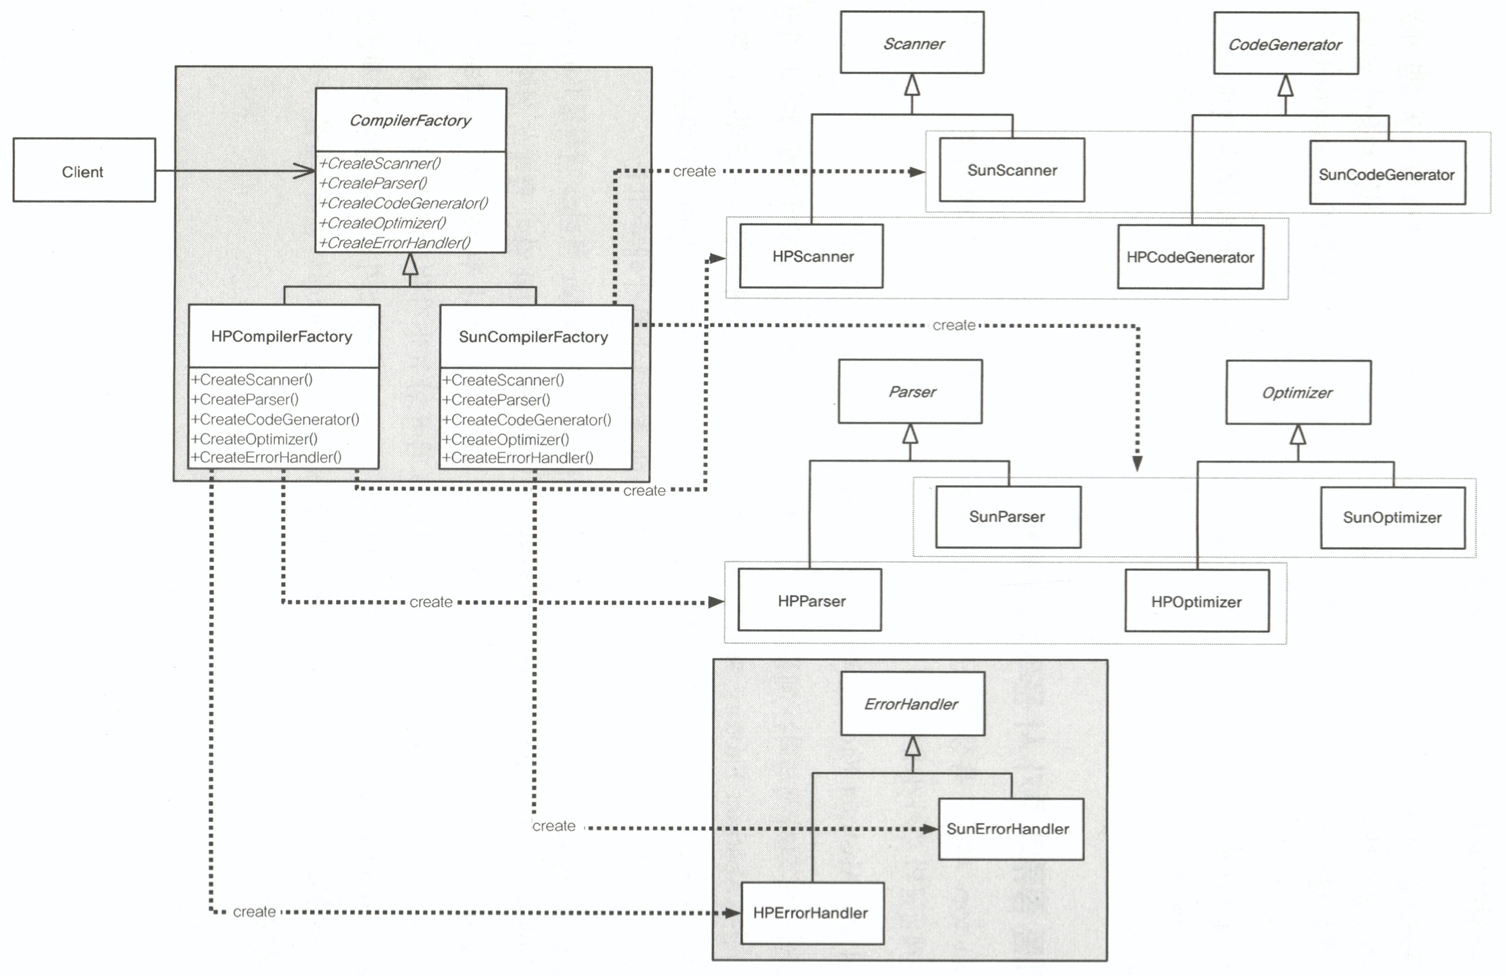 Scanner
CodeGenerator
CompilerFactory
Client
+CreateScanner()
+CreateParser()
+CreateCodeGenerator()
+CreateOptimizer()
+CreateErrorHandler()
create
SunScanner
SunCodeGenerator
HPScanner
HPCodeGenerator
HPCompilerFactory
+CreateScanner()
+CreateParser()
+CreateCodeGenerator()
+CreateOptimizer()
+CreateErrorHandler()
SunCompilerFactory
+CreateScanner()
+CreateParser()
+CreateCodeGenerator()
+CreateOptimizer()
+CreateErrorHandler()
create
Parser
Optimizer
create
SunParser
SunOptimizer
create
HPParser
HPOptimizer
ErrorHandler
create
SunErrorHandler
create
HPErrorHandler